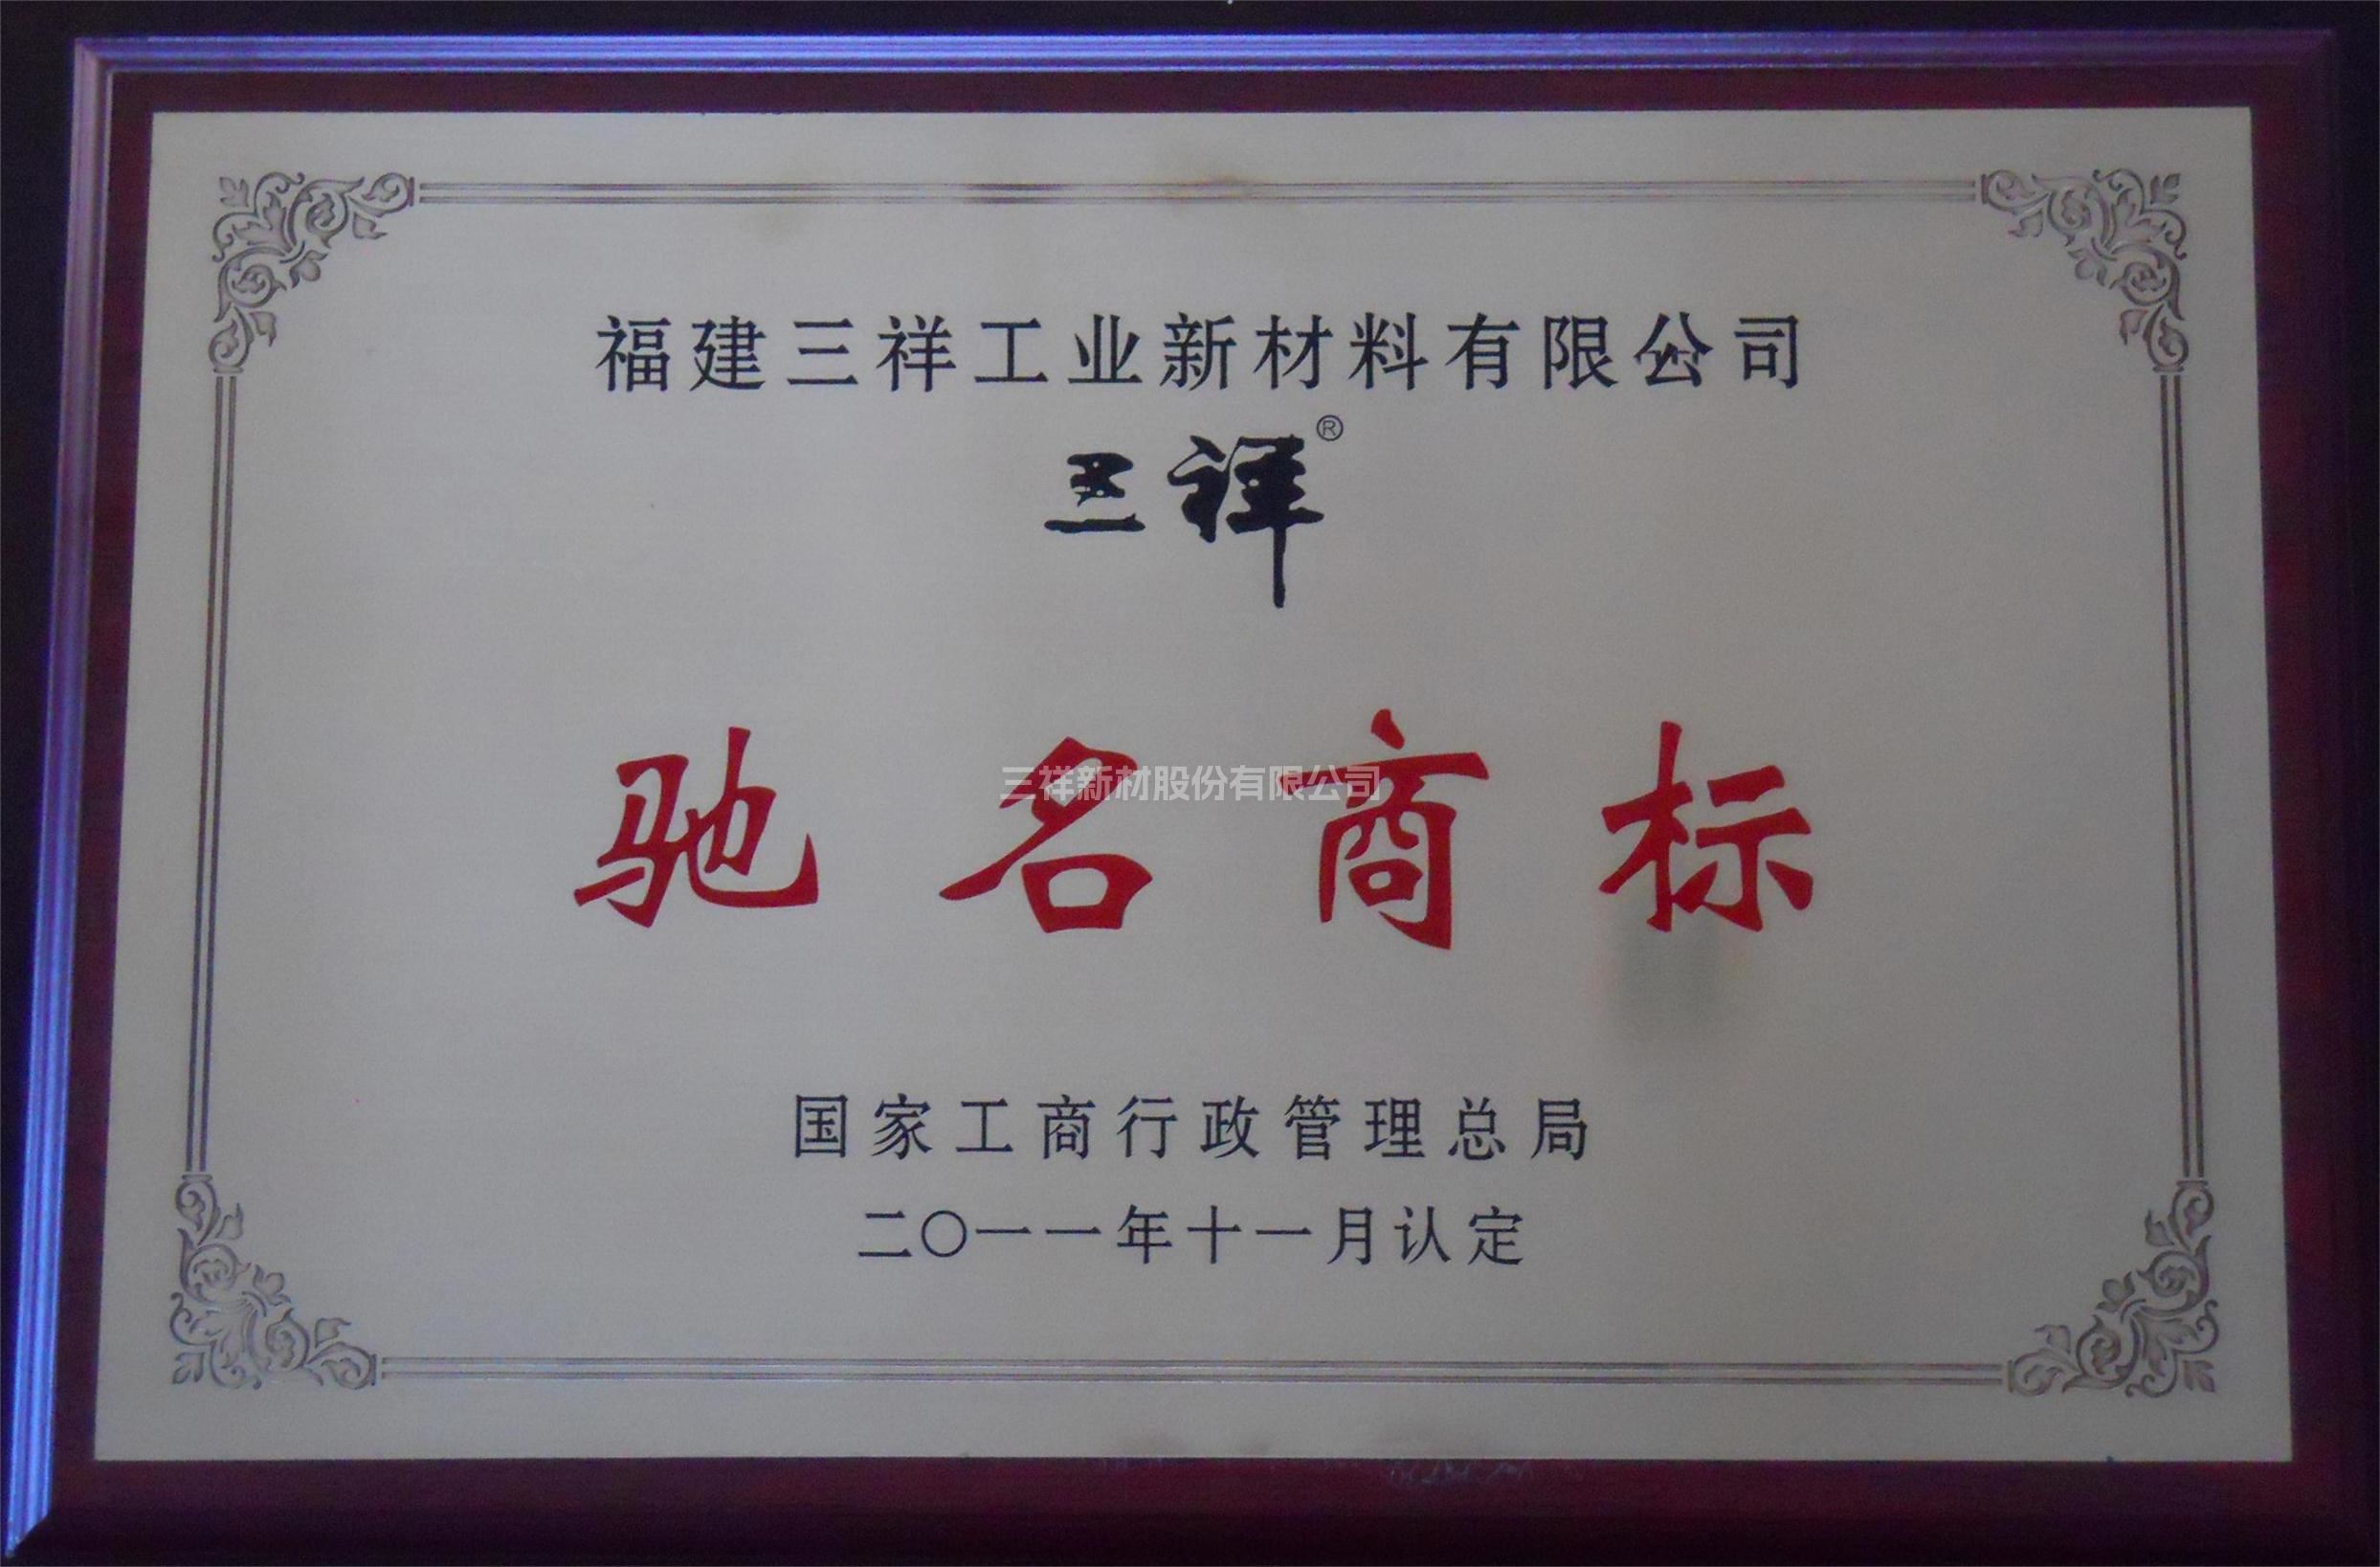 福建三祥工业新材料有限公司
三祥®
驰名商标
三祥新材股份有限公司
国家工商行政管理总局
二〇一一年十一月认定